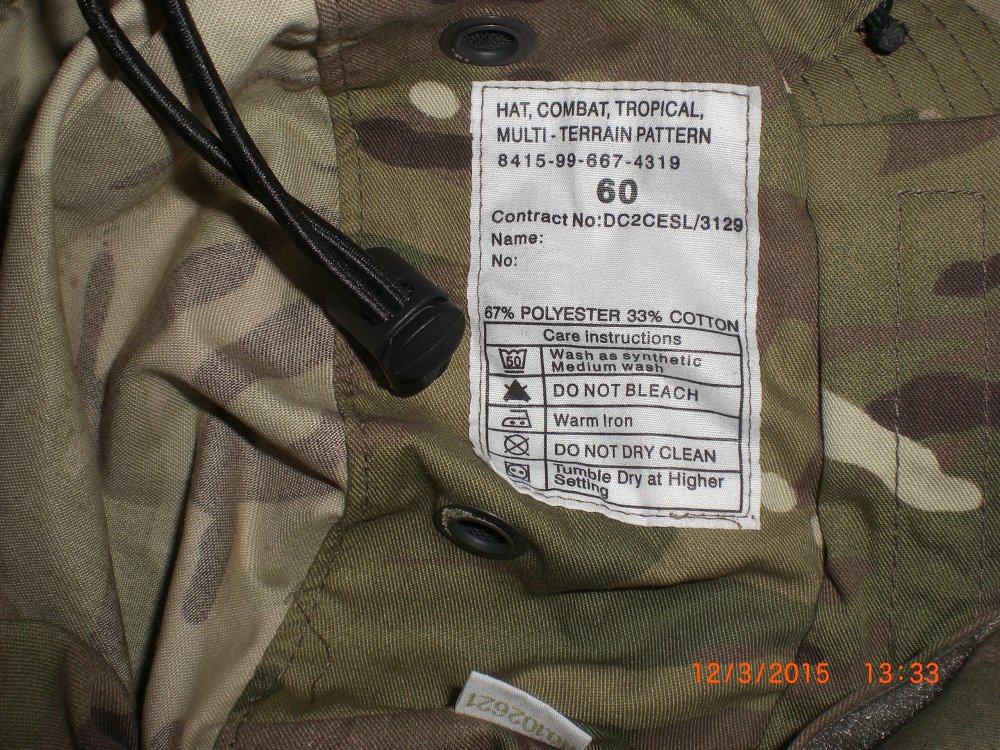 HAT, COMBAT, TROPICAL,
MULTI - TERRAIN PATTERN
8415-99-667-4319
60
Contract No:DC2CESL/3129
Name:
No:
67% POLYESTER 33% COTTON
Care instructions
50
Wash as synthetic
Medium wash
DO NOT BLEACH
Warm Iron
DO NOT DRY CLEAN
Tumble Dry at Higher
Setting
12/3/2015 13:33